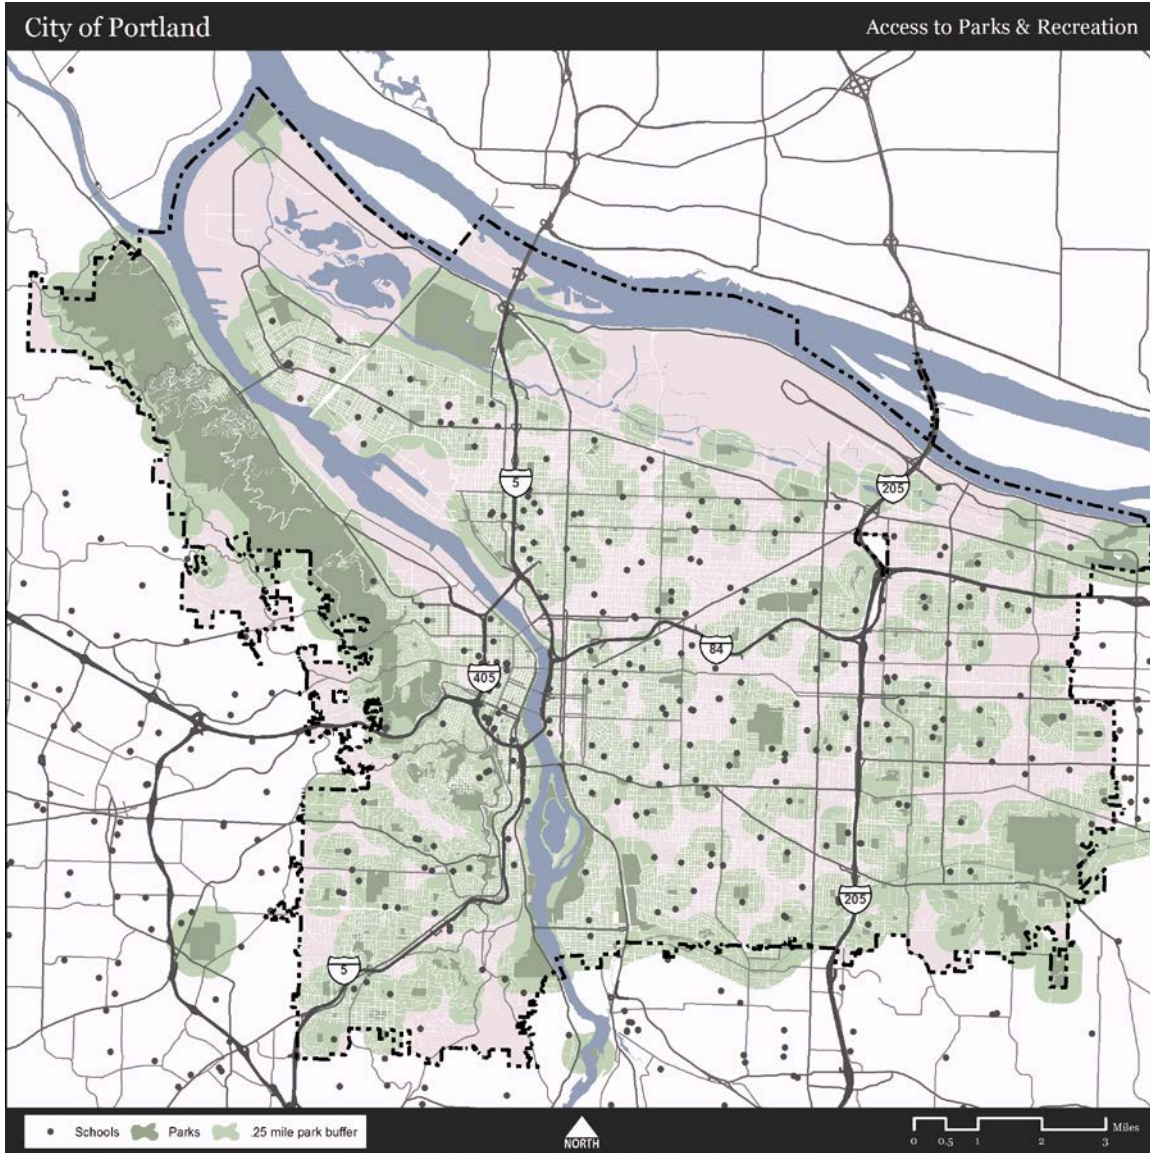 City of Portland
Access to Parks & Recreation
5
205
84
405
205
5
Schools
Parks
.25 mile park buffer
NORTH
Miles
0 0.5 1 2 3